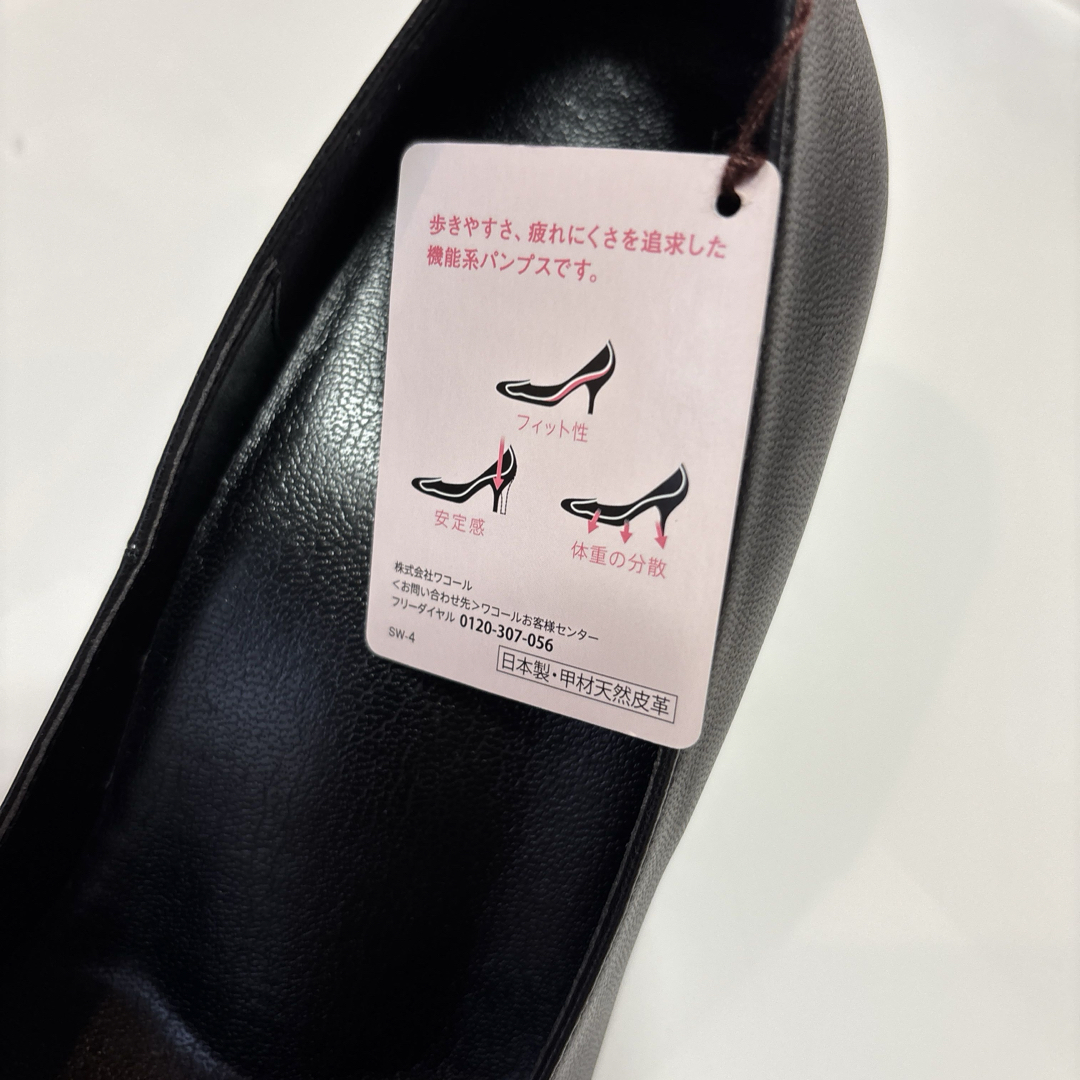 歩きやすさ、疲れにくさを追求した
機能系パンプスです。
フィット性
安定感
体重の分散
株式会社ワコール
<お問い合わせ先>ワコールお客様センター
フリーダイヤル 0120-307-056
SW-4
日本製・甲材天然皮革